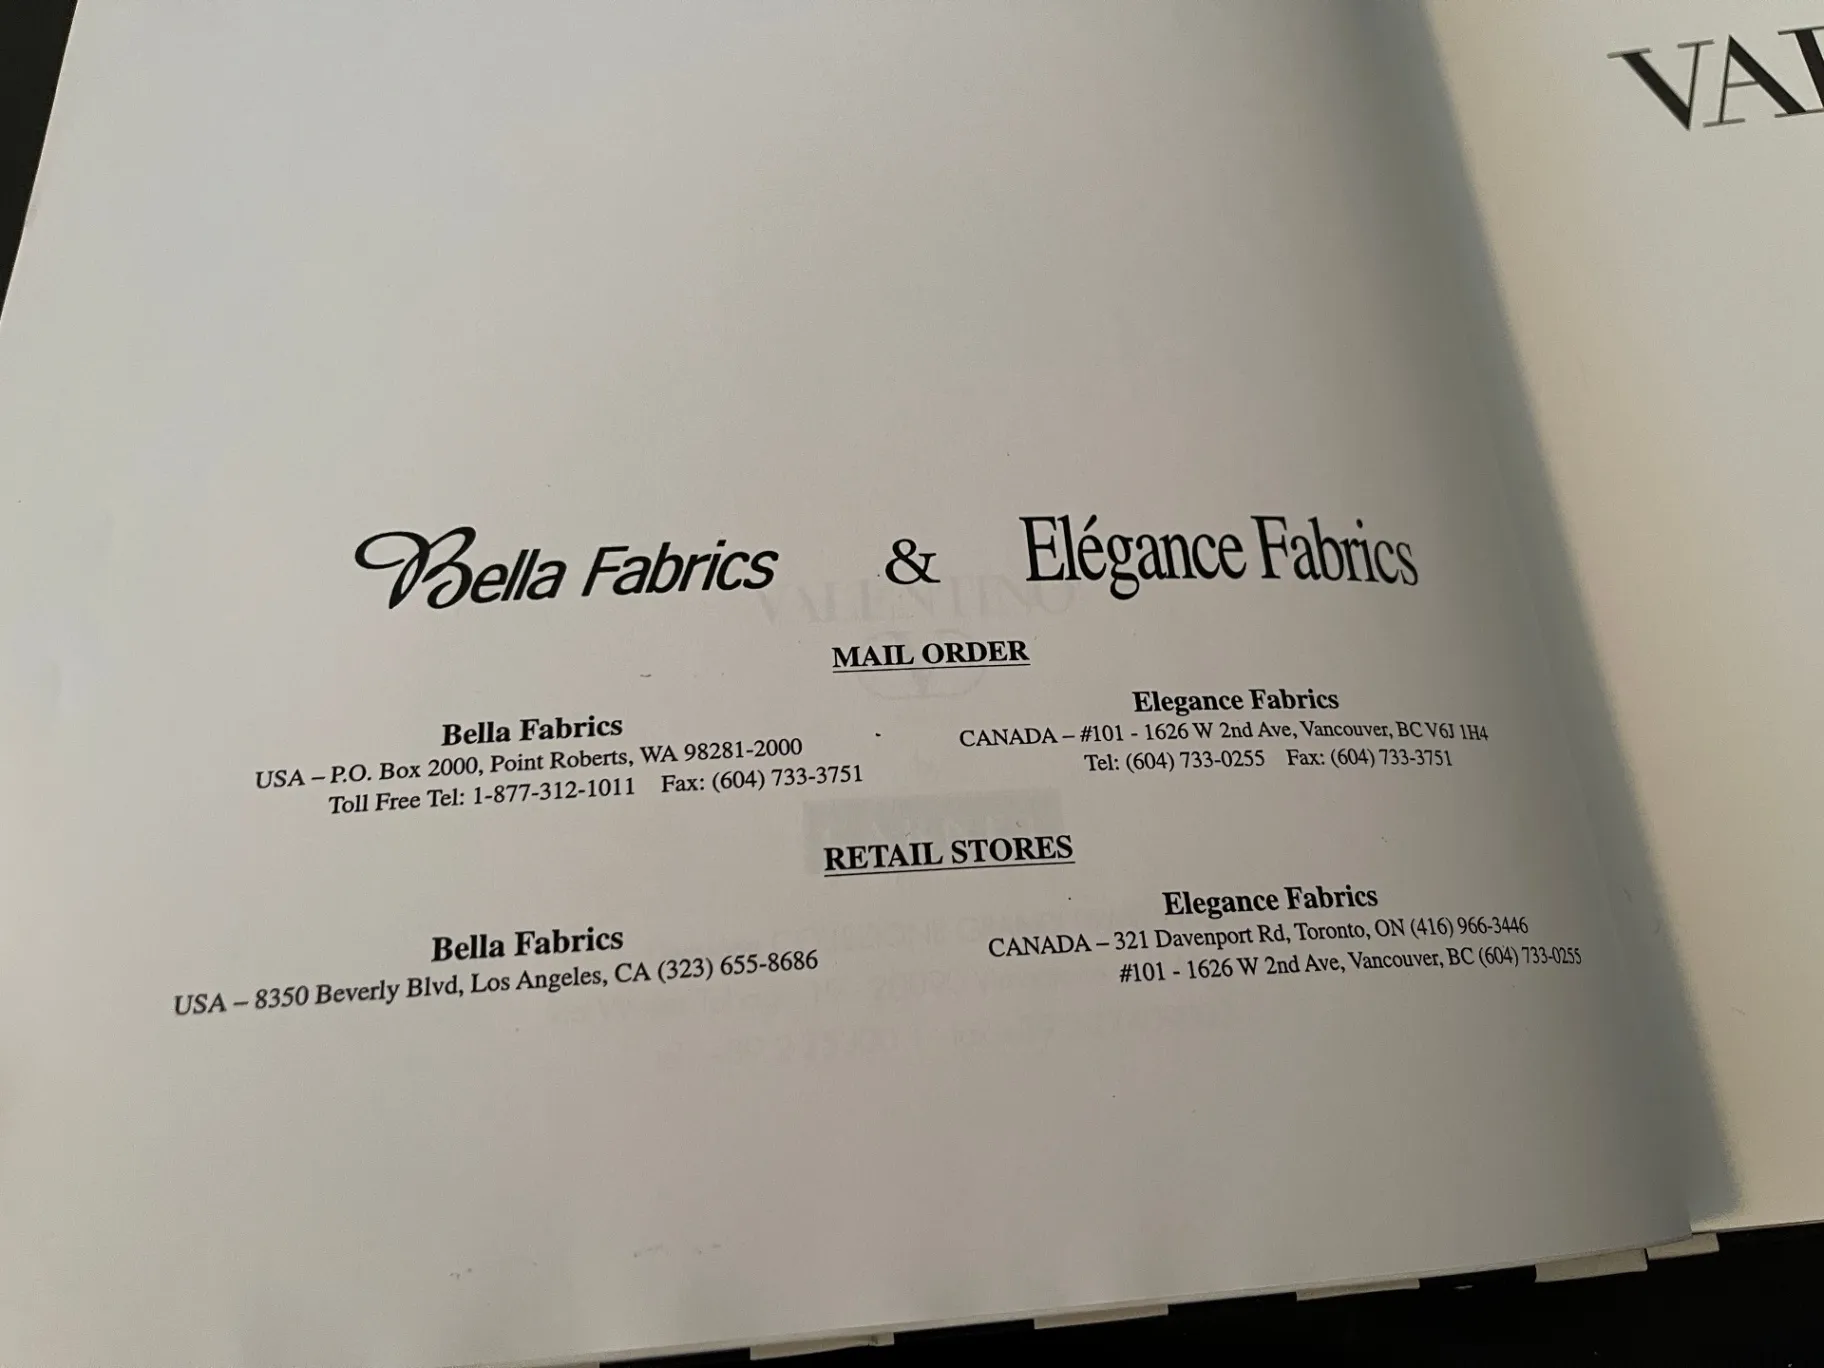 VAL
Bella Fabrics & Elégance Fabrics
VALENTINO
MAIL ORDER
Bella Fabrics
USA – P.O. Box 2000, Point Roberts, WA 98281-2000
Toll Free Tel: 1-877-312-1011 Fax: (604) 733-3751
Elegance Fabrics
CANADA – #101 - 1626 W 2nd Ave, Vancouver, BC V6J 1H4
Tel: (604) 733-0255 Fax: (604) 733-3751
RETAIL STORES
Bella Fabrics
USA – 8350 Beverly Blvd, Los Angeles, CA (323) 655-8686
Elegance Fabrics
CANADA – 321 Davenport Rd, Toronto, ON (416) 966-3446
#101 - 1626 W 2nd Ave, Vancouver, BC (604) 733-0255